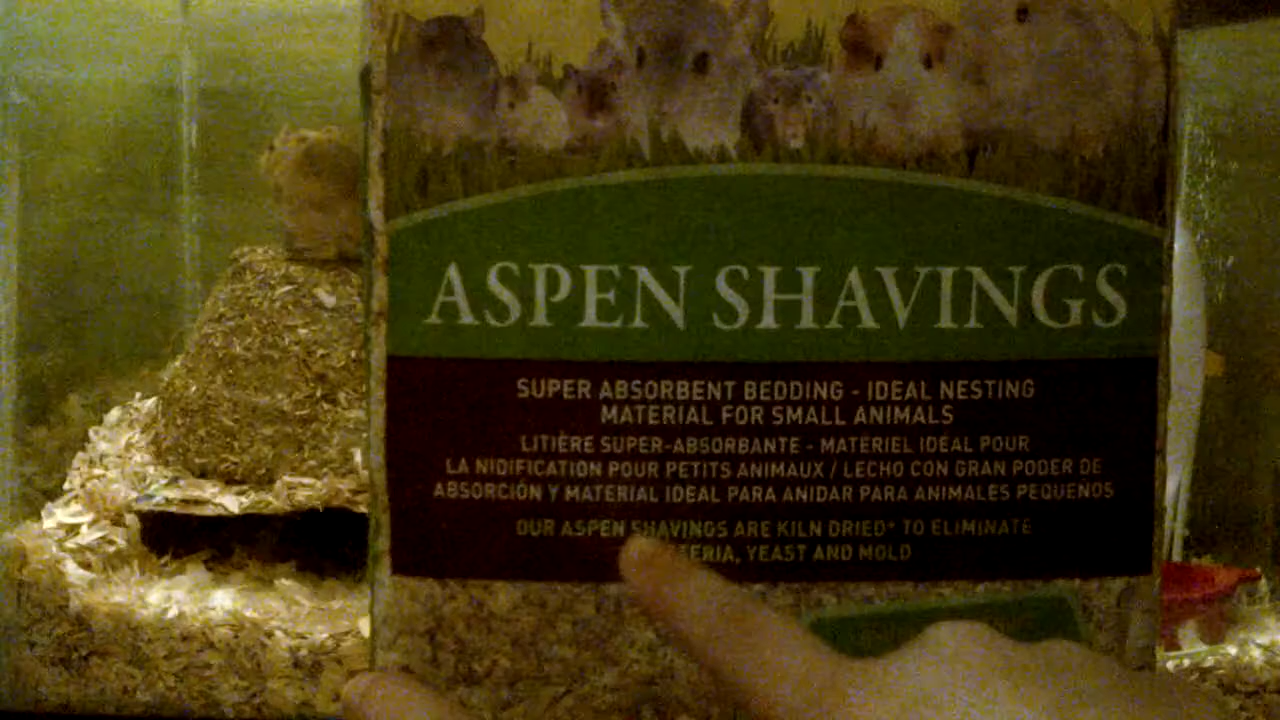 ASPEN SHAVINGS
SUPER ABSORBENT BEDDING - IDEAL NESTING
MATERIAL FOR SMALL ANIMALS
LITIÈRE SUPER-ABSORBANTE - MATÉRIEL IDÉAL POUR
LA NIDIFICATION POUR PETITS ANIMAUX / LECHO CON GRAN PODER DE
ABSORCIÓN Y MATERIAL IDEAL PARA ANIDAR PARA ANIMALES PEQUEÑOS
OUR ASPEN SHAVINGS ARE KILN DRIED* TO ELIMINATE
YEAST AND MOLD